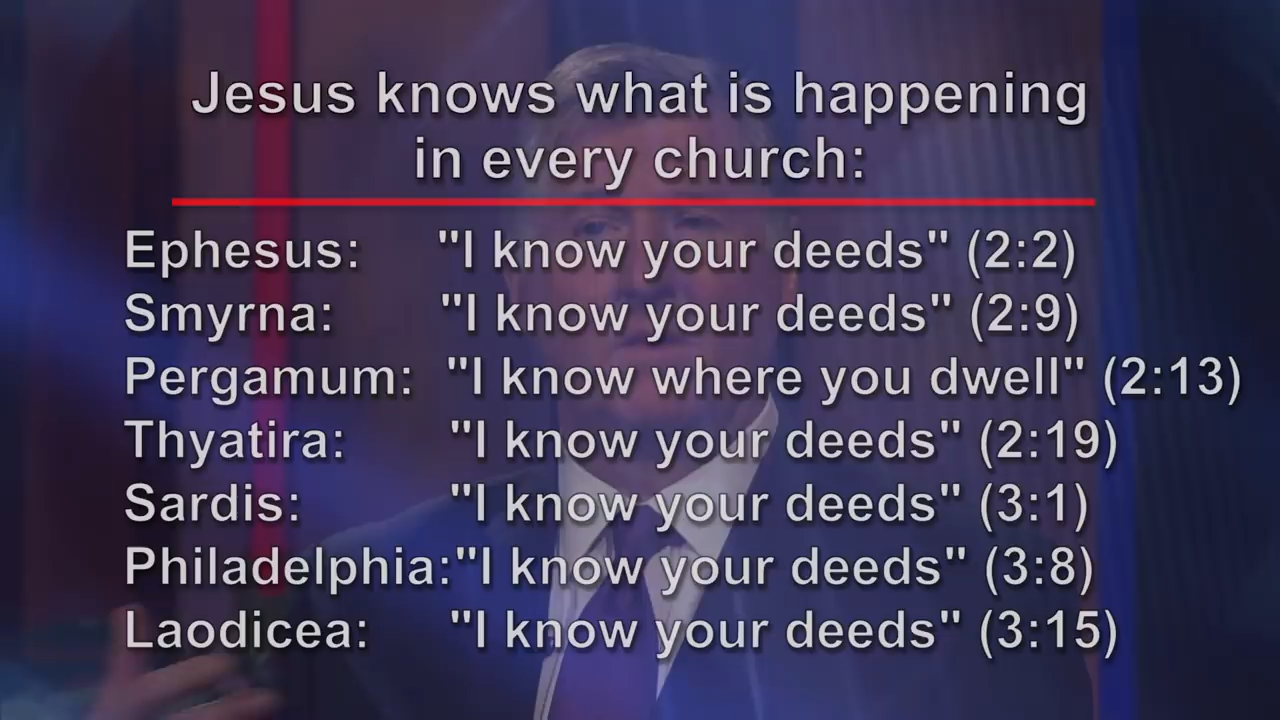 Jesus knows what is happening
in every church:
Ephesus: "I know your deeds" (2:2)
Smyrna: "I know your deeds" (2:9)
Pergamum: "I know where you dwell" (2:13)
Thyatira: "I know your deeds" (2:19)
Sardis: "I know your deeds" (3:1)
Philadelphia:"I know your deeds" (3:8)
Laodicea: "I know your deeds" (3:15)